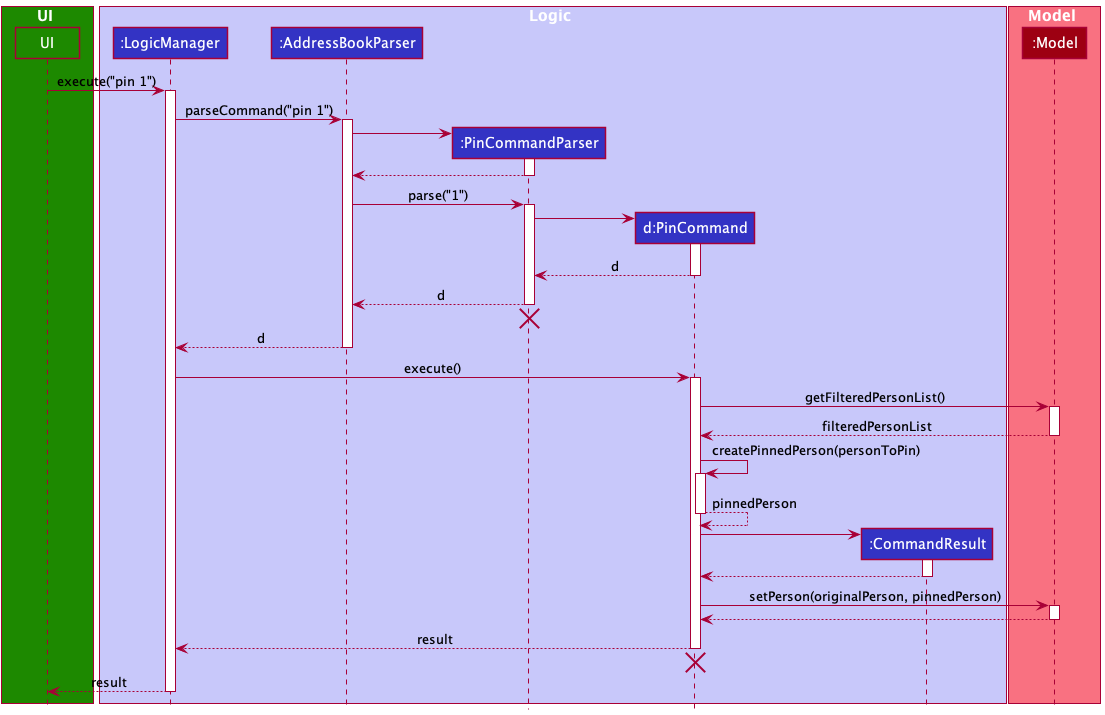 UI
Logic
Model
UI
:LogicManager
:AddressBookParser
:Model
execute("pin 1")
parseCommand("pin 1")
:PinCommandParser
parse("1")
d:PinCommand
d
d
d
execute()
getFilteredPersonList()
filteredPersonList
createPinnedPerson(personToPin)
pinnedPerson
:CommandResult
setPerson(originalPerson, pinnedPerson)
result
result